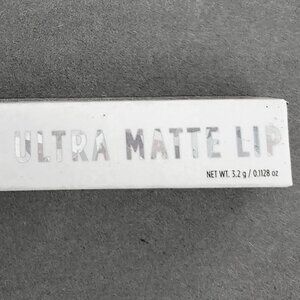 ULTRA MATTE LIP
NET WT. 3.2 g / 0.1128 oz